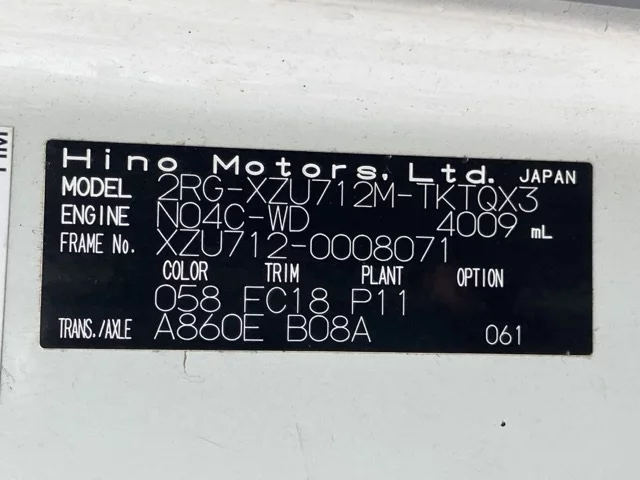 Hino Motors, Ltd. JAPAN
MODEL 2RG-XZU712M-TKTQX3
ENGINE N04C-WD 4009 mL
FRAME No. XZU712-0008071
COLOR TRIM PLANT OPTION
058 FC18 P11
TRANS./AXLE A860E B08A 061